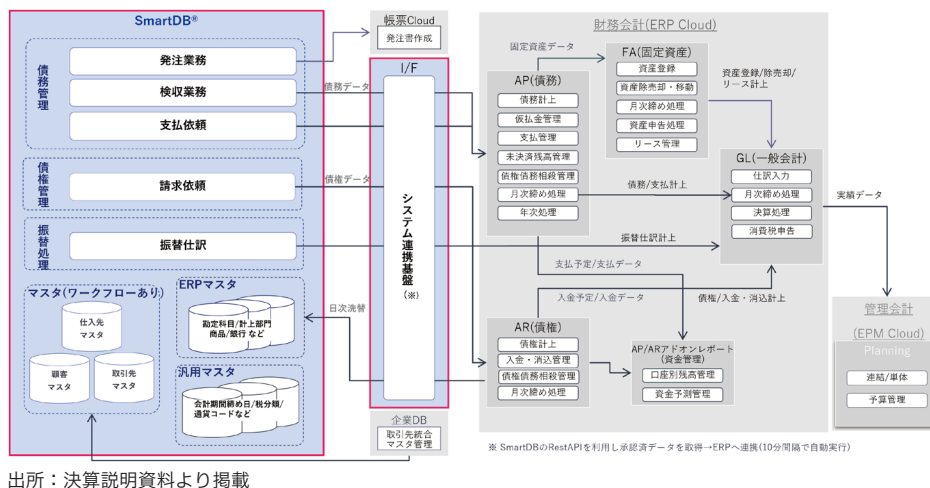 SmartDB®
債務管理
発注業務
検収業務
支払依頼
債権管理
請求依頼
振替処理
振替仕訳
マスタ(ワークフローあり)
仕入先
マスタ
顧客
マスタ
取引先
マスタ
ERPマスタ
勘定科目/計上部門
商品/銀行 など
汎用マスタ
会計期間締め日/税分類/
通貨コードなど
帳票Cloud
発注書作成
I/F
システム連携基盤
(※)
債務データ
債権データ
日次洗替
企業DB
取引先統合
マスタ管理
財務会計(ERP Cloud)
固定資産データ
AP(債務)
債務計上
仮払金管理
支払管理
未決済残高管理
債権債務相殺管理
月次締め処理
年次処理
FA(固定資産)
資産登録
資産除売却・移動
月次締め処理
資産申告処理
リース管理
資産登録/除売却/
リース計上
GL(一般会計)
仕訳入力
月次締め処理
決算処理
消費税申告
債務/支払計上
振替仕訳計上
支払予定/支払データ
入金予定/入金データ
債権/入金・消込計上
AR(債権)
債権計上
入金・消込管理
債権債務相殺管理
月次締め処理
AP/ARアドオンレポート
(資金管理)
口座別残高管理
資金予測管理
実績データ
管理会計
(EPM Cloud)
Planning
連結/単体
予算管理
※ SmartDBのRestAPIを利用し承認済データを取得→ERPへ連携(10分間隔で自動実行)
出所：決算説明資料より掲載